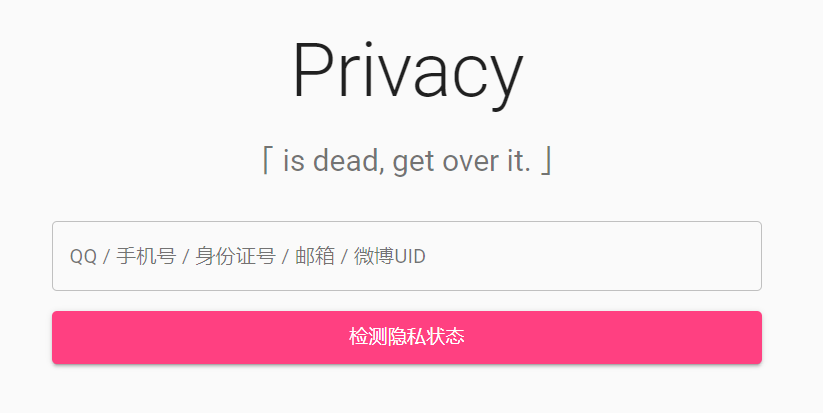 Privacy
「 is dead, get over it. 」
QQ / 手机号 / 身份证号 / 邮箱 / 微博UID
检测隐私状态